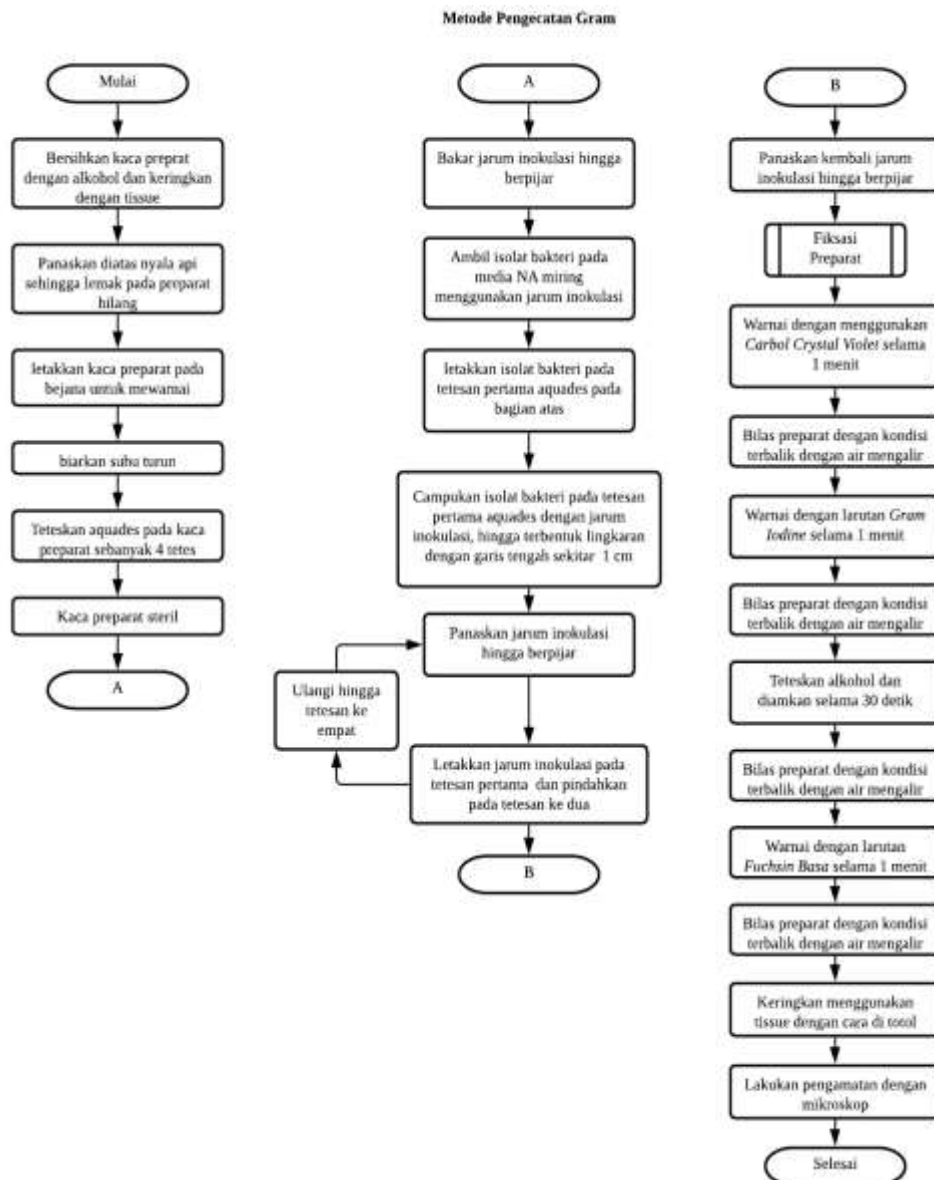 Metode Pengecatan Gram
Mulai
Bersihkan kaca preprat
dengan alkohol dan keringkan
dengan tissue
Panaskan diatas nyala api
sehingga lemak pada preparat
hilang
letakkan kaca preparat pada
bejana untuk mewarnai
biarkan suhu turun
Teteskan aquades pada kaca
preparat sebanyak 4 tetes
Kaca preparat steril
A
A
Bakar jarum inokulasi hingga
berpijar
Ambil isolat bakteri pada
media NA miring
menggunakan jarum inokulasi
letakkan isolat bakteri pada
tetesan pertama aquades pada
bagian atas
Campukan isolat bakteri pada tetesan
pertama aquades dengan jarum
inokulasi, hingga terbentuk lingkaran
dengan garis tengah sekitar 1 cm
Panaskan jarum inokulasi
hingga berpijar
Ulangi hingga
tetesan ke
empat
Letakkan jarum inokulasi pada
tetesan pertama dan pindahkan
pada tetesan ke dua
B
B
Panaskan kembali jarum
inokulasi hingga berpijar
Fiksasi
Preparat
Warnai dengan menggunakan
Carbol Crystal Violet selama
1 menit
Bilas preparat dengan kondisi
terbalik dengan air mengalir
Warnai dengan larutan Gram
Iodine selama 1 menit
Bilas preparat dengan kondisi
terbalik dengan air mengalir
Teteskan alkohol dan
diamkan selama 30 detik
Bilas preparat dengan kondisi
terbalik dengan air mengalir
Warnai dengan larutan
Fuchsin Basa selama 1 menit
Bilas preparat dengan kondisi
terbalik dengan air mengalir
Keringkan menggunakan
tissue dengan cara di totol
Lakukan pengamatan dengan
mikroskop
Selesai